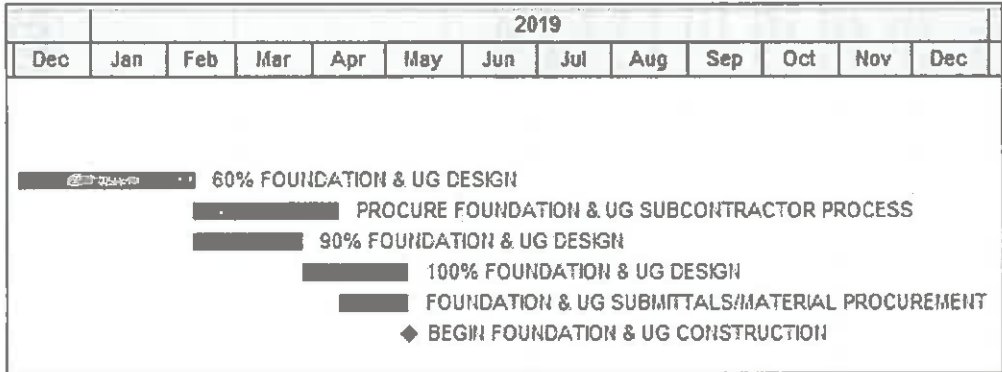 2019
Dec Jan Feb Mar Apr May Jun Jul Aug Sep Oct Nov Dec
60% FOUNDATION & UG DESIGN
PROCURE FOUNDATION & UG SUBCONTRACTOR PROCESS
90% FOUNDATION & UG DESIGN
100% FOUNDATION & UG DESIGN
FOUNDATION & UG SUBMITTALS/MATERIAL PROCUREMENT
BEGIN FOUNDATION & UG CONSTRUCTION